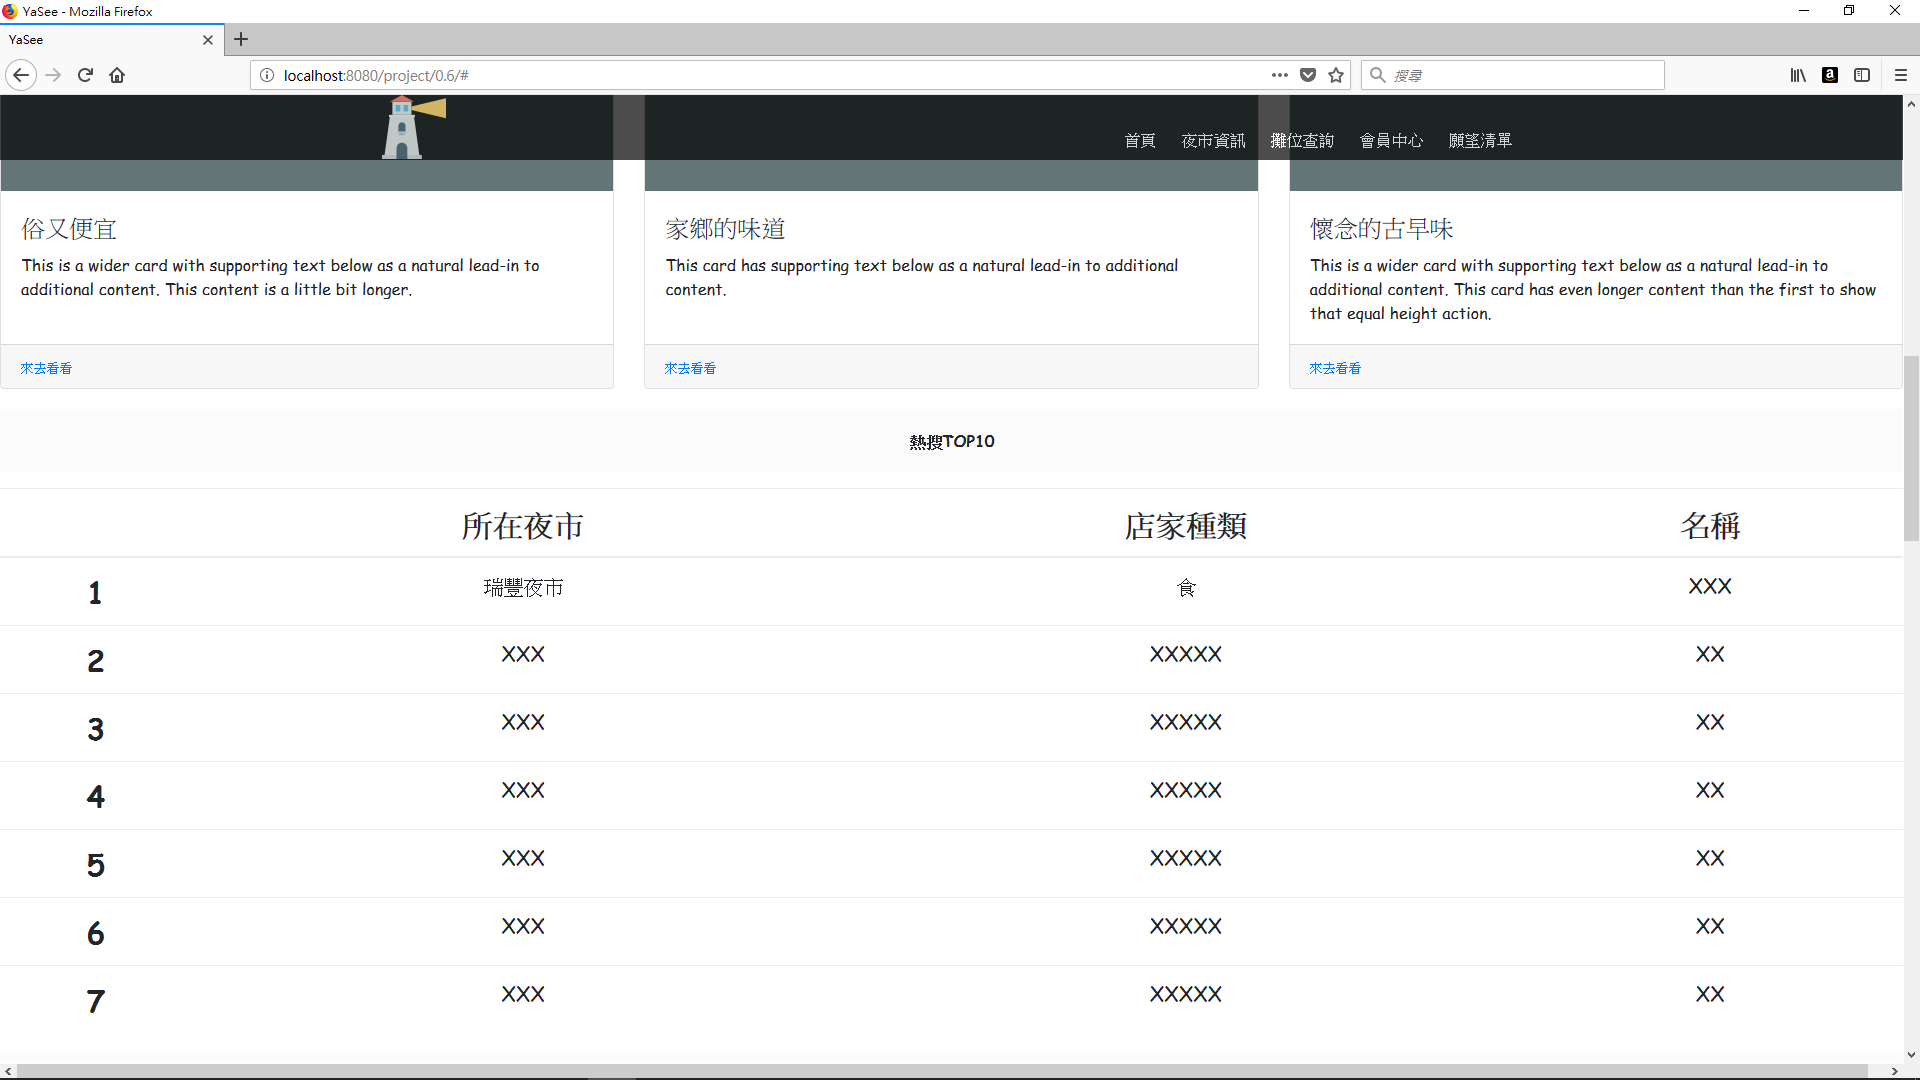 YaSee - Mozilla Firefox
YaSee
localhost:8080/project/0.6/#
搜尋
首頁 夜市資訊 攤位查詢 會員中心 願望清單
俗又便宜
This is a wider card with supporting text below as a natural lead-in to
additional content. This content is a little bit longer.
來去看看
家鄉的味道
This card has supporting text below as a natural lead-in to additional
content.
來去看看
懷念的古早味
This is a wider card with supporting text below as a natural lead-in to
additional content. This card has even longer content than the first to show
that equal height action.
來去看看
熱搜TOP10
所在夜市 店家種類 名稱
1 瑞豐夜市 食 XXX
2 XXX XXXXX XX
3 XXX XXXXX XX
4 XXX XXXXX XX
5 XXX XXXXX XX
6 XXX XXXXX XX
7 XXX XXXXX XX